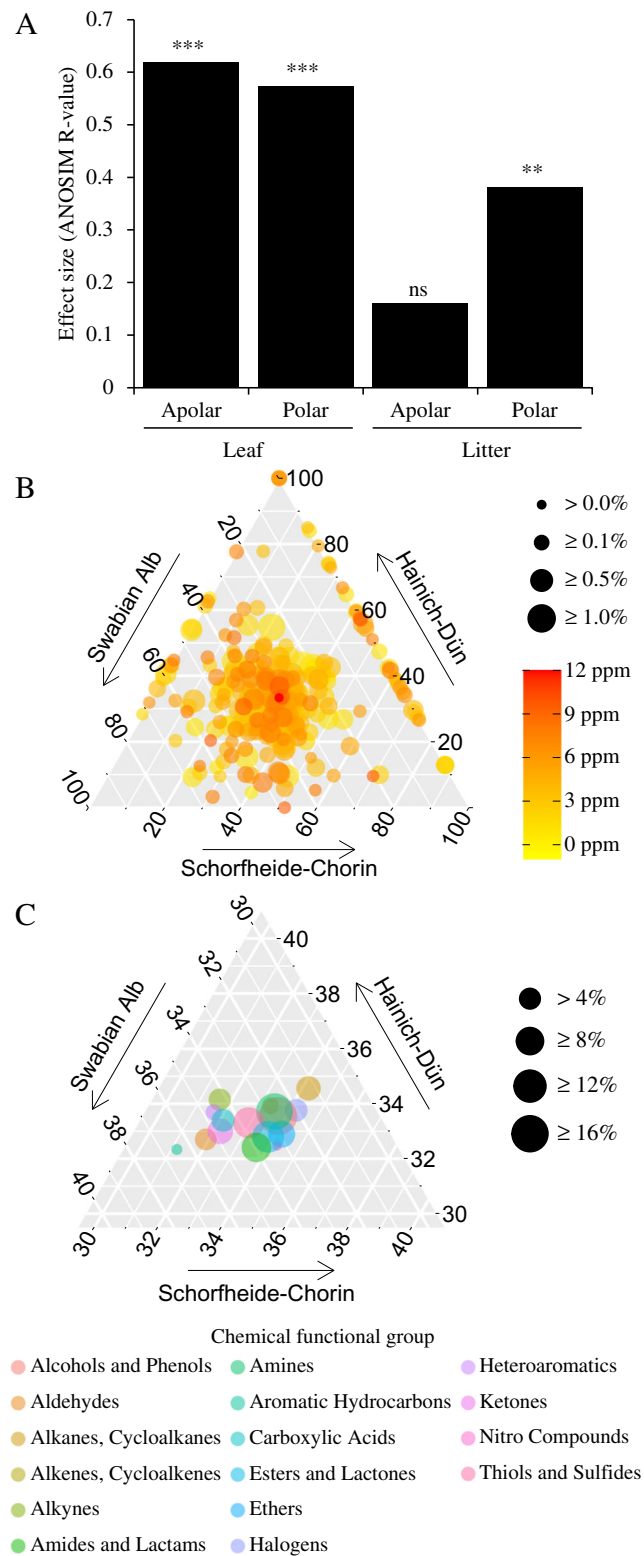 A
Effect size (ANOSIM R-value)
0.7
0.6
0.5
0.4
0.3
0.2
0.1
0
***
***
ns
**
Apolar Polar Apolar Polar
Leaf Litter
B
Swabian Alb
Hainich-Dün
Schorfheide-Chorin
20
40
60
80
100
100
80
60
40
20
20
40
60
80
100
> 0.0%
≥ 0.1%
≥ 0.5%
≥ 1.0%
12 ppm
9 ppm
6 ppm
3 ppm
0 ppm
C
Swabian Alb
Hainich-Dün
Schorfheide-Chorin
30
32
34
36
38
40
40
38
36
34
32
30
30
32
34
36
38
40
> 4%
≥ 8%
≥ 12%
≥ 16%
Chemical functional group
Alcohols and Phenols
Aldehydes
Alkanes, Cycloalkanes
Alkenes, Cycloalkenes
Alkynes
Amides and Lactams
Amines
Aromatic Hydrocarbons
Carboxylic Acids
Esters and Lactones
Ethers
Halogens
Heteroaromatics
Ketones
Nitro Compounds
Thiols and Sulfides